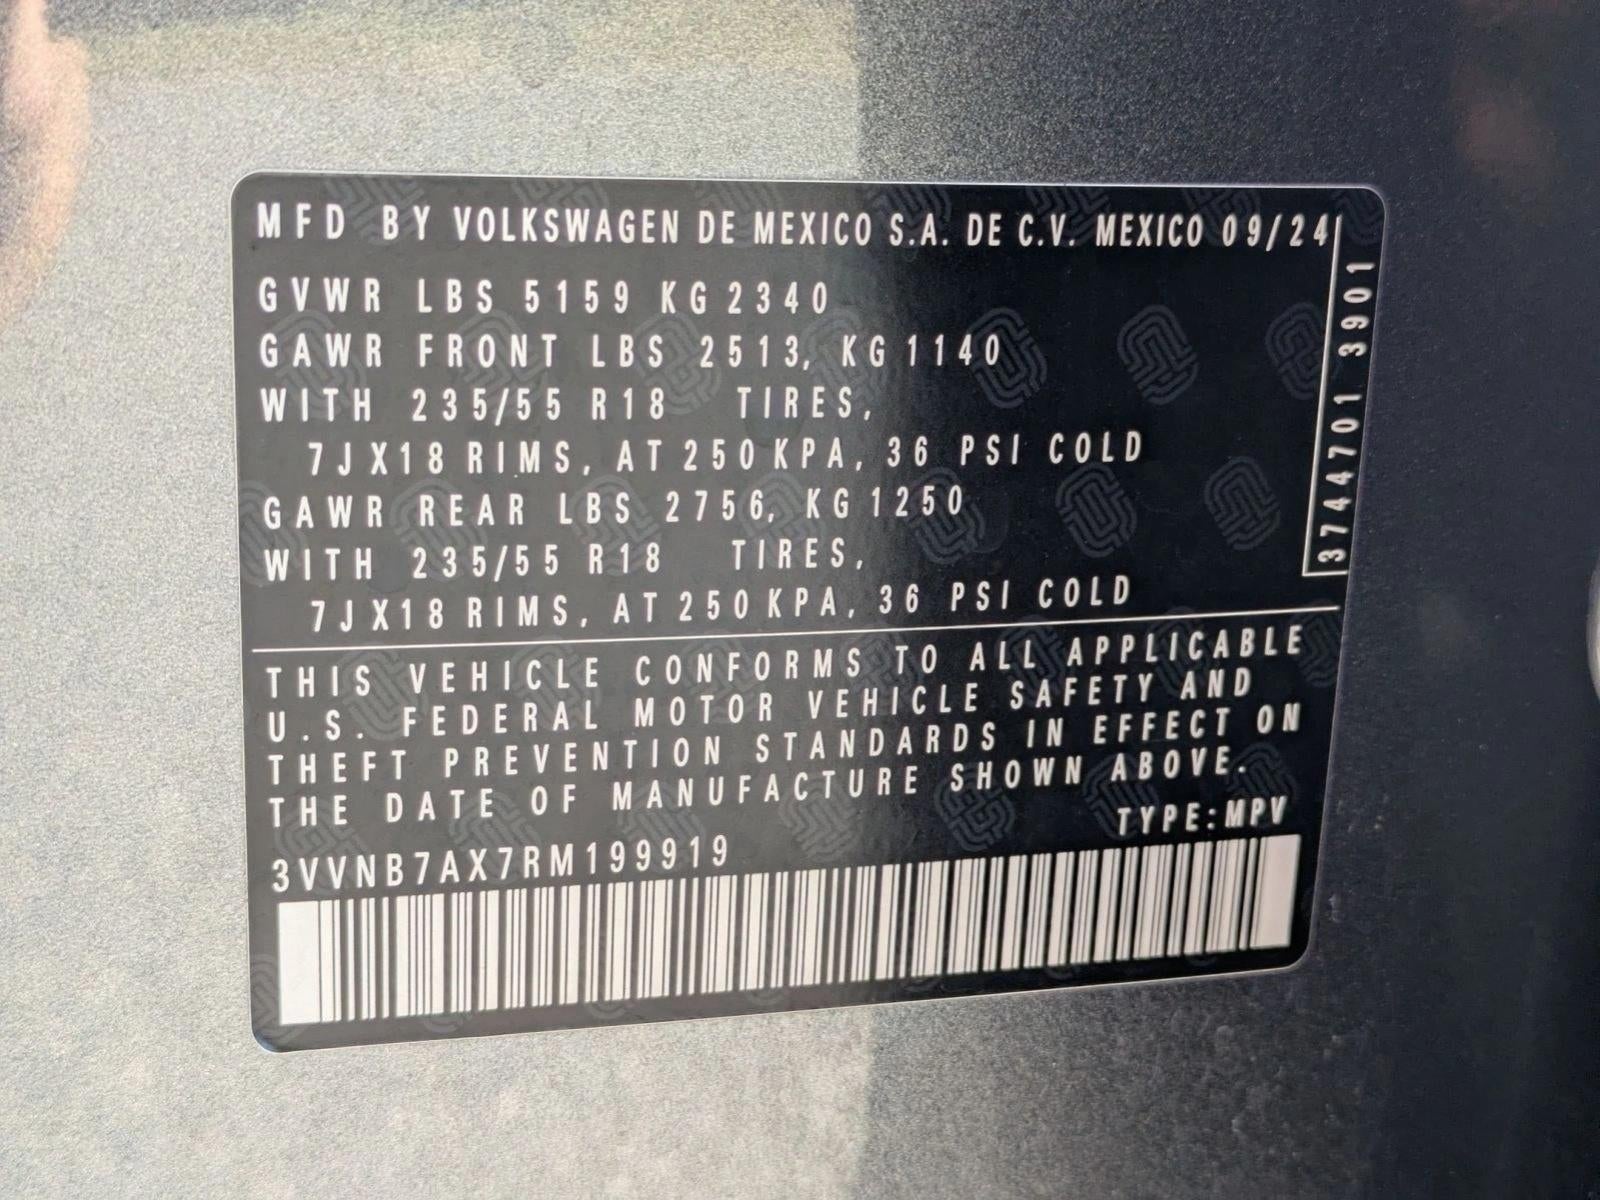 MFD BY VOLKSWAGEN DE MEXICO S.A. DE C.V. MEXICO 09/24
GVWR LBS 5159 KG 2340
GAWR FRONT LBS 2513, KG 1140
WITH 235/55 R18 TIRES,
7JX18 RIMS, AT 250 KPA, 36 PSI COLD
GAWR REAR LBS 2756, KG 1250
WITH 235/55 R18 TIRES,
7JX18 RIMS, AT 250 KPA, 36 PSI COLD
3744701 3901
THIS VEHICLE CONFORMS TO ALL APPLICABLE
U.S. FEDERAL MOTOR VEHICLE SAFETY AND
THEFT PREVENTION STANDARDS IN EFFECT ON
THE DATE OF MANUFACTURE SHOWN ABOVE.
TYPE:MPV
3VVNB7AX7RM199919